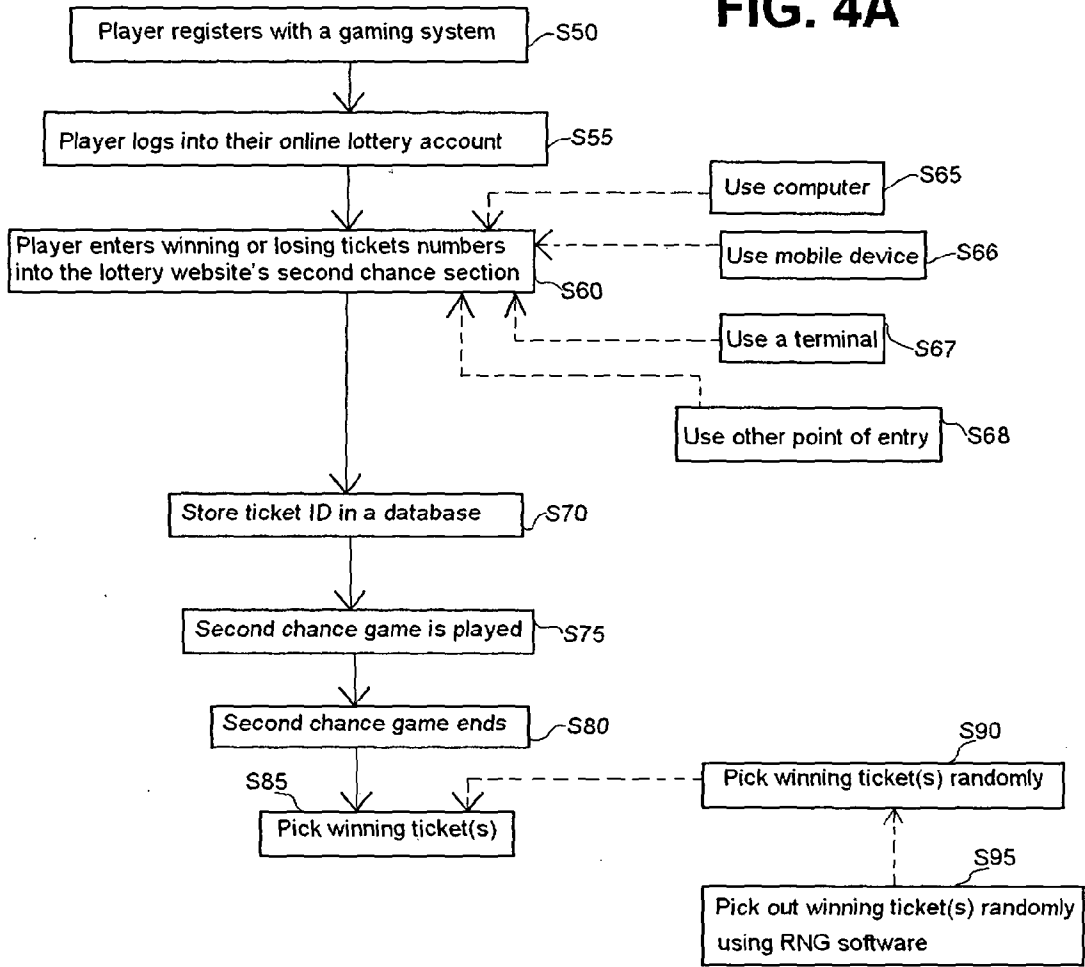 FIG. 4A
Player registers with a gaming system
S50
Player logs into their online lottery account
S55
Use computer
S65
Player enters winning or losing tickets numbers
into the lottery website's second chance section
S60
Use mobile device
S66
Use a terminal
S67
Use other point of entry
S68
Store ticket ID in a database
S70
Second chance game is played
S75
Second chance game ends
S80
S85
Pick winning ticket(s)
S90
Pick winning ticket(s) randomly
S95
Pick out winning ticket(s) randomly
using RNG software